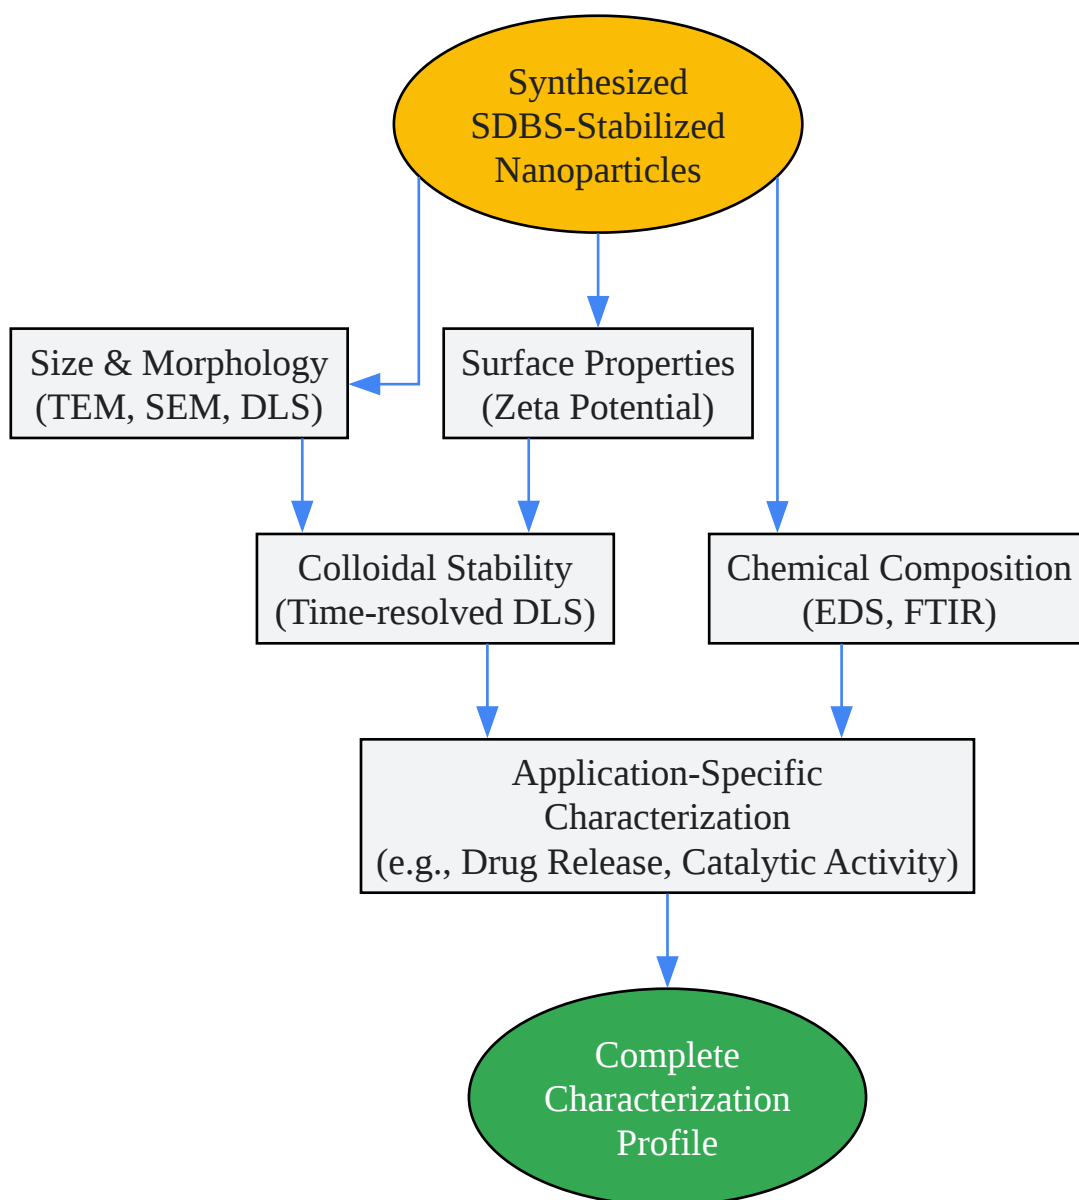 Synthesized
SDBS-Stabilized
Nanoparticles
Size & Morphology
(TEM, SEM, DLS)
Surface Properties
(Zeta Potential)
Colloidal Stability
(Time-resolved DLS)
Chemical Composition
(EDS, FTIR)
Application-Specific
Characterization
(e.g., Drug Release, Catalytic Activity)
Complete
Characterization
Profile